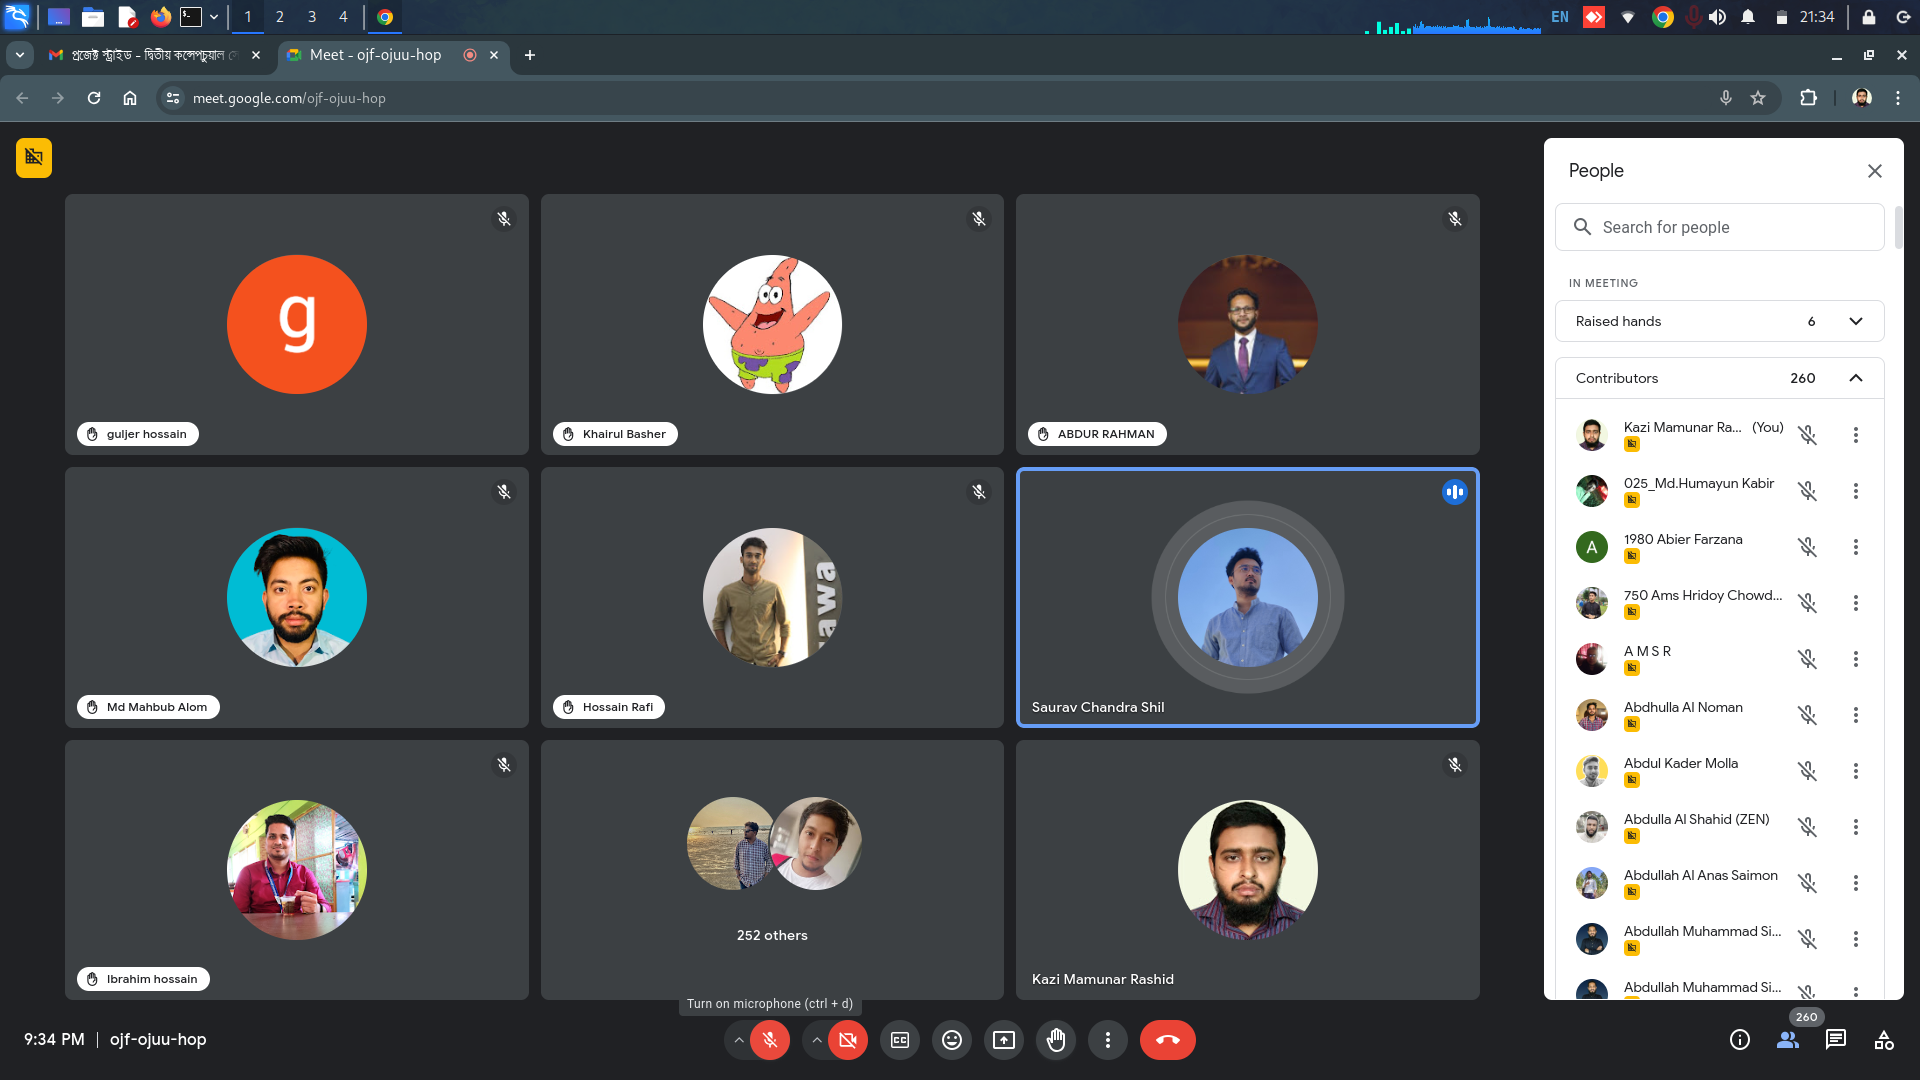 1
2
3
4
EN
21:34
প্রজেক্ট স্ট্রাইড - দ্বিতীয় কন্সেপচুয়াল
Meet - ojf-ojuu-hop
meet.google.com/ojf-ojuu-hop
g
guljer hossain
Khairul Basher
ABDUR RAHMAN
Md Mahbub Alom
Hossain Rafi
Saurav Chandra Shil
Ibrahim hossain
252 others
Kazi Mamunar Rashid
Turn on microphone (ctrl + d)
9:34 PM | ojf-ojuu-hop
People
Search for people
IN MEETING
Raised hands 6
Contributors 260
Kazi Mamunar Ra... (You)
025_Md.Humayun Kabir
A
1980 Abier Farzana
750 Ams Hridoy Chowd...
A M S R
Abdhulla Al Noman
Abdul Kader Molla
Abdulla Al Shahid (ZEN)
Abdullah Al Anas Saimon
Abdullah Muhammad Si...
Abdullah Muhammad Si...
260